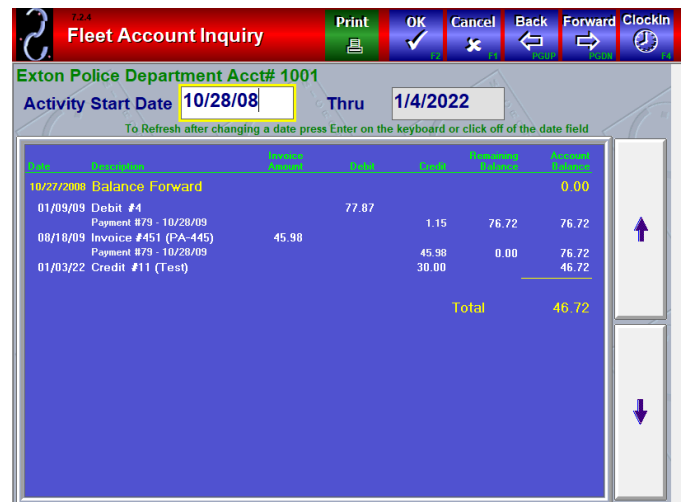 7.2.4
Fleet Account Inquiry
Print
OK
F2
Cancel
F1
Back
PGUP
Forward
PGDN
ClockIn
F4
Exton Police Department Acct# 1001
Activity Start Date 10/28/08 Thru 1/4/2022
To Refresh after changing a date press Enter on the keyboard or click off of the date field
Date Description Invoice Amount Debit Credit Remaining Balance Account Balance
10/27/2008 Balance Forward 0.00
01/09/09 Debit #4 77.87
Payment #79 - 10/28/09 1.15 76.72 76.72
08/18/09 Invoice #451 (PA-445) 45.98
Payment #79 - 10/28/09 45.98 0.00 76.72
01/03/22 Credit #11 (Test) 30.00 46.72
Total 46.72